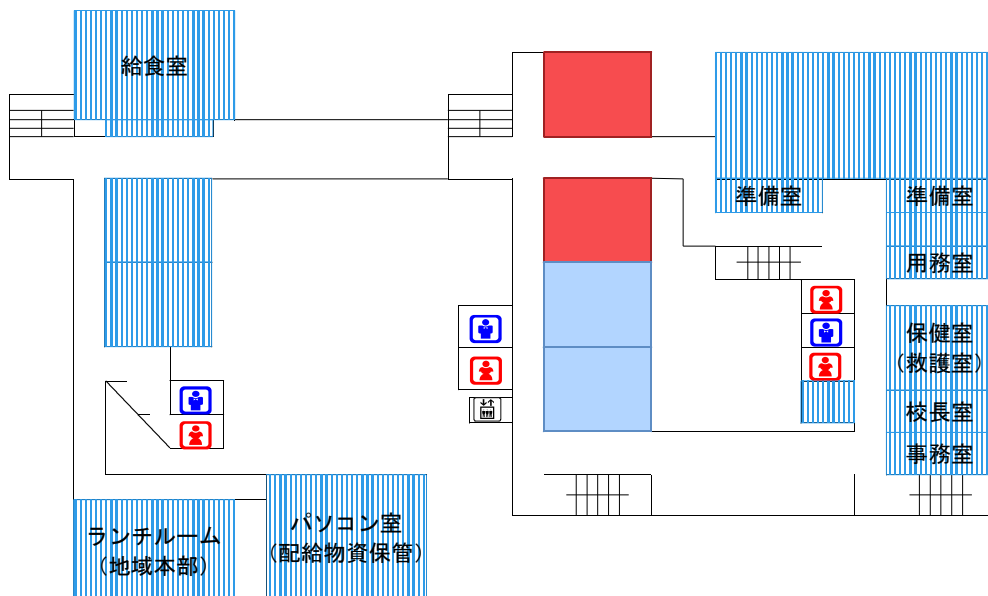 給食室
準備室
準備室
用務室
保健室
（救護室）
校長室
事務室
ランチルーム
（地域本部）
パソコン室
（配給物資保管）